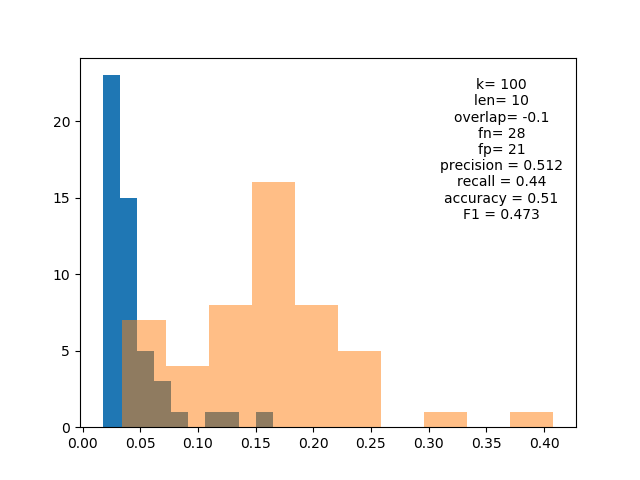 k= 100
len= 10
overlap= -0.1
fn= 28
fp= 21
precision = 0.512
recall = 0.44
accuracy = 0.51
F1 = 0.473
20
15
10
5
0
0.00 0.05 0.10 0.15 0.20 0.25 0.30 0.35 0.40